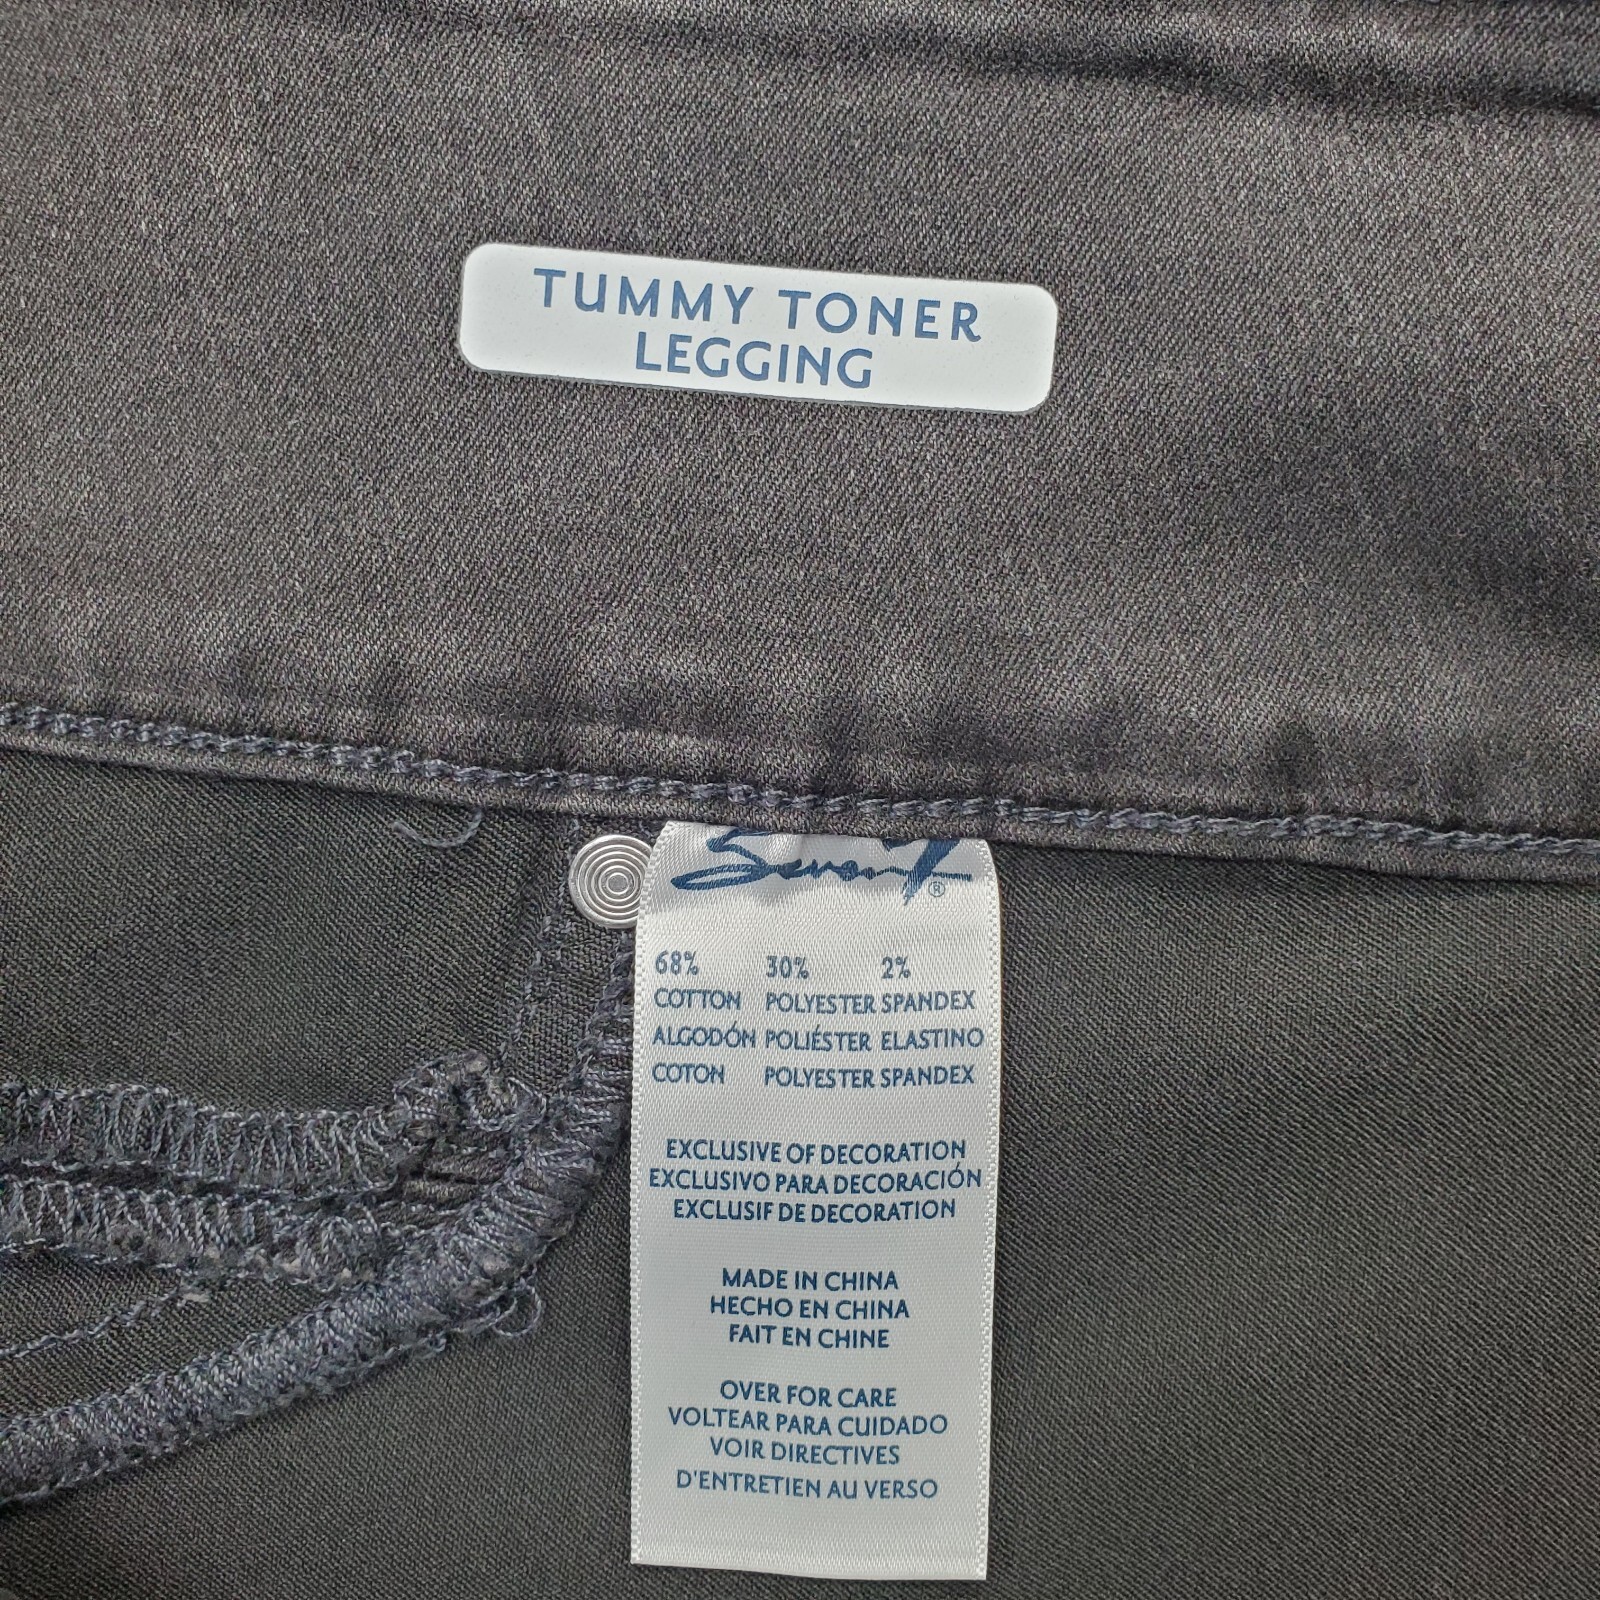 TUMMY TONER
LEGGING
Seven7®
68% 30% 2%
COTTON POLYESTER SPANDEX
ALGODÓN POLIÉSTER ELASTINO
COTON POLYESTER SPANDEX
EXCLUSIVE OF DECORATION
EXCLUSIVO PARA DECORACIÓN
EXCLUSIF DE DECORATION
MADE IN CHINA
HECHO EN CHINA
FAIT EN CHINE
OVER FOR CARE
VOLTEAR PARA CUIDADO
VOIR DIRECTIVES
D'ENTRETIEN AU VERSO